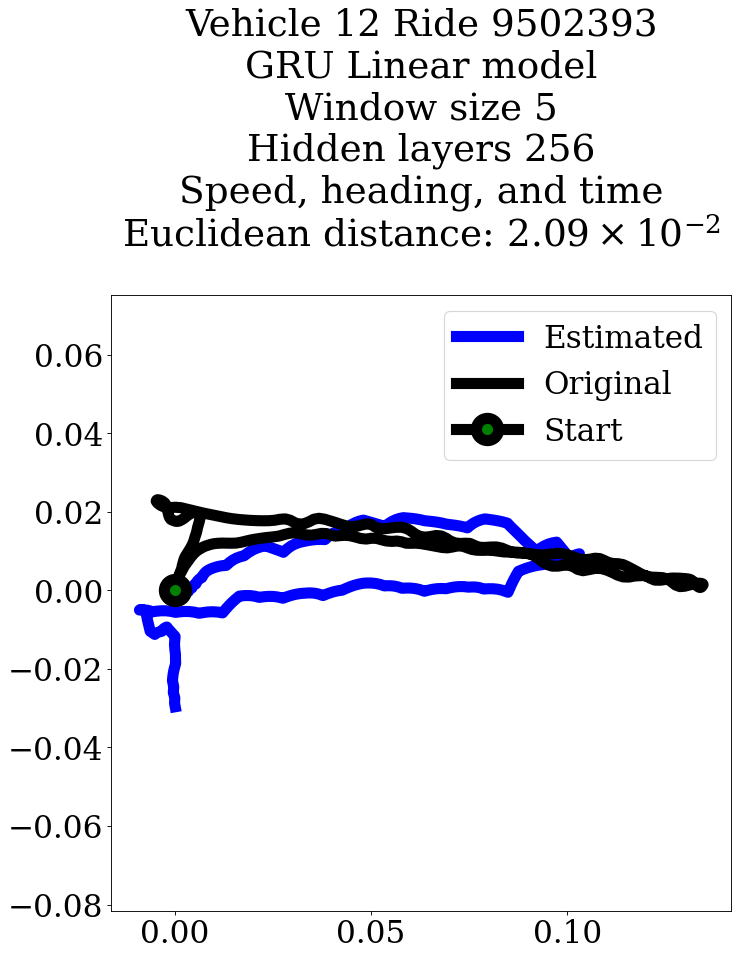 Vehicle 12 Ride 9502393
GRU Linear model
Window size 5
Hidden layers 256
Speed, heading, and time
Euclidean distance: 2.09 × 10⁻²
Estimated
Original
Start
0.06
0.04
0.02
0.00
−0.02
−0.04
−0.06
−0.08
0.00
0.05
0.10